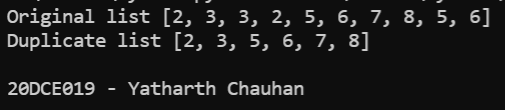 Original list [2, 3, 3, 2, 5, 6, 7, 8, 5, 6]
Duplicate list [2, 3, 5, 6, 7, 8]
20DCE019 - Yatharth Chauhan